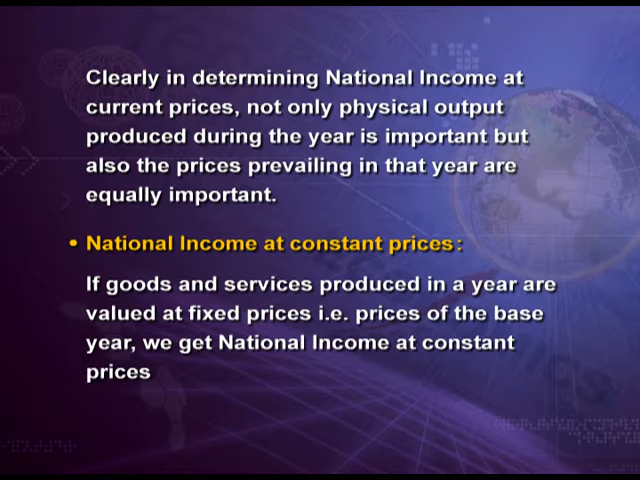 Clearly in determining National Income at
current prices, not only physical output
produced during the year is important but
also the prices prevailing in that year are
equally important.
• National Income at constant prices:
If goods and services produced in a year are
valued at fixed prices i.e. prices of the base
year, we get National Income at constant
prices